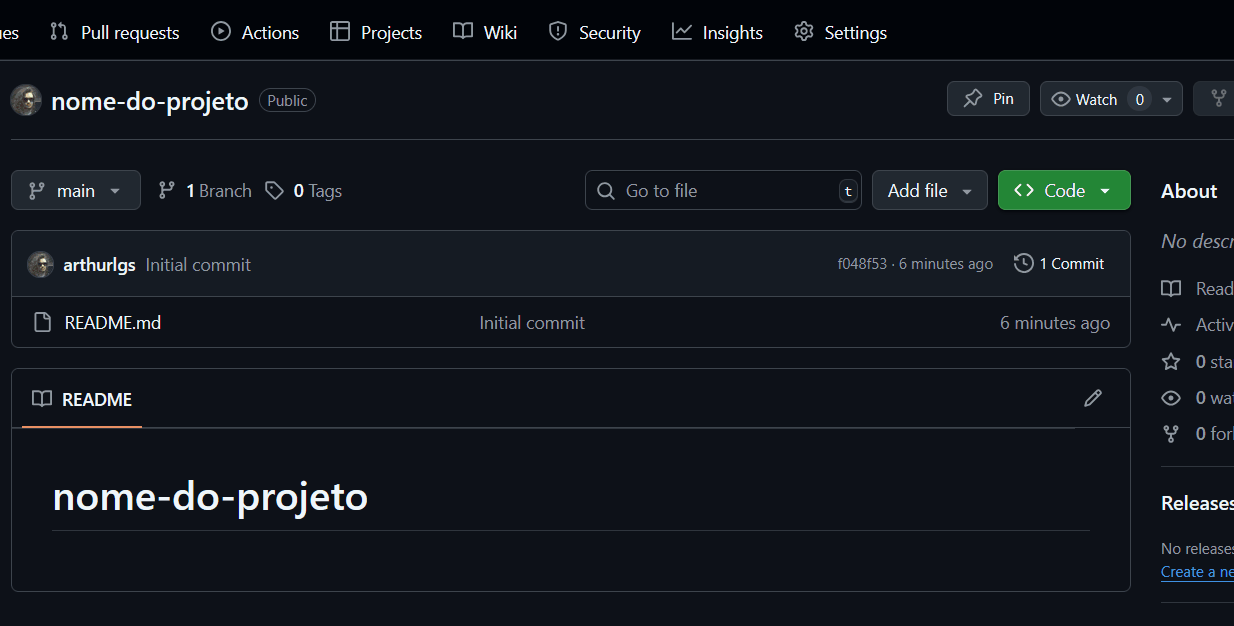 ues Pull requests Actions Projects Wiki Security Insights Settings
nome-do-projeto Public Pin Watch 0
main 1 Branch 0 Tags Go to file t Add file Code About
arthurlgs Initial commit f048f53 · 6 minutes ago 1 Commit No descr
README.md Initial commit 6 minutes ago Read
Activ
0 sta
README 0 wat
0 forl
nome-do-projeto Releases
No releases
Create a ne